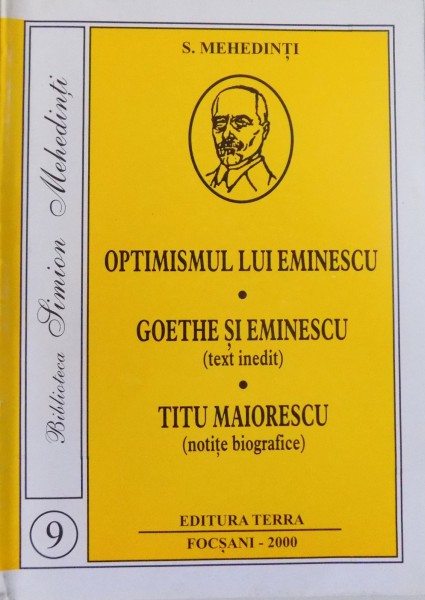 S. MEHEDINȚI
OPTIMISMUL LUI EMINESCU
•
GOETHE ȘI EMINESCU
(text inedit)
•
TITU MAIORESCU
(notițe biografice)
EDITURA TERRA
FOCȘANI - 2000
Biblioteca Simion Mehedinți
9